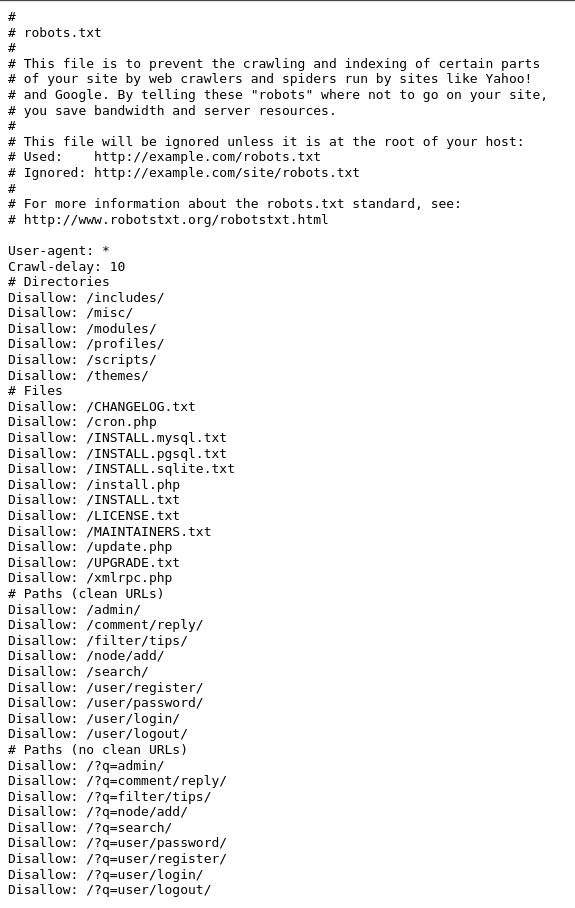 #
# robots.txt
#
# This file is to prevent the crawling and indexing of certain parts
# of your site by web crawlers and spiders run by sites like Yahoo!
# and Google. By telling these "robots" where not to go on your site,
# you save bandwidth and server resources.
#
# This file will be ignored unless it is at the root of your host:
# Used:    http://example.com/robots.txt
# Ignored: http://example.com/site/robots.txt
#
# For more information about the robots.txt standard, see:
# http://www.robotstxt.org/robotstxt.html

User-agent: *
Crawl-delay: 10
# Directories
Disallow: /includes/
Disallow: /misc/
Disallow: /modules/
Disallow: /profiles/
Disallow: /scripts/
Disallow: /themes/
# Files
Disallow: /CHANGELOG.txt
Disallow: /cron.php
Disallow: /INSTALL.mysql.txt
Disallow: /INSTALL.pgsql.txt
Disallow: /INSTALL.sqlite.txt
Disallow: /install.php
Disallow: /INSTALL.txt
Disallow: /LICENSE.txt
Disallow: /MAINTAINERS.txt
Disallow: /update.php
Disallow: /UPGRADE.txt
Disallow: /xmlrpc.php
# Paths (clean URLs)
Disallow: /admin/
Disallow: /comment/reply/
Disallow: /filter/tips/
Disallow: /node/add/
Disallow: /search/
Disallow: /user/register/
Disallow: /user/password/
Disallow: /user/login/
Disallow: /user/logout/
# Paths (no clean URLs)
Disallow: /?q=admin/
Disallow: /?q=comment/reply/
Disallow: /?q=filter/tips/
Disallow: /?q=node/add/
Disallow: /?q=search/
Disallow: /?q=user/password/
Disallow: /?q=user/register/
Disallow: /?q=user/login/
Disallow: /?q=user/logout/